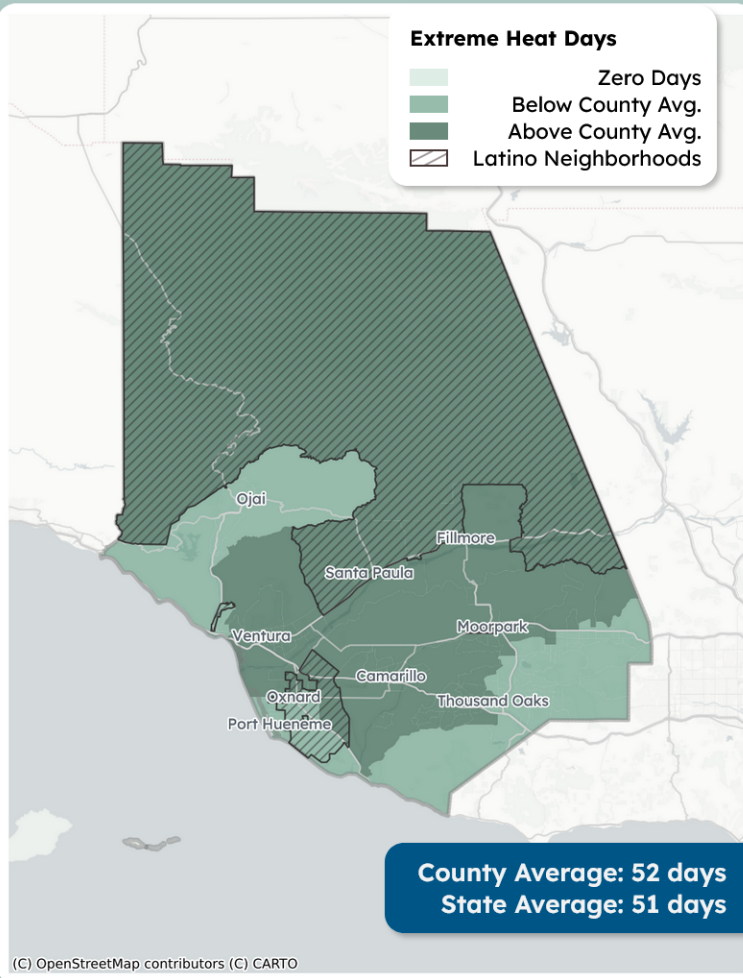 Extreme Heat Days
Zero Days
Below County Avg.
Above County Avg.
Latino Neighborhoods
Ojai
Fillmore
Santa Paula
Moorpark
Ventura
Camarillo
Oxnard
Thousand Oaks
Port Hueneme
County Average: 52 days
State Average: 51 days
(C) OpenStreetMap contributors (C) CARTO